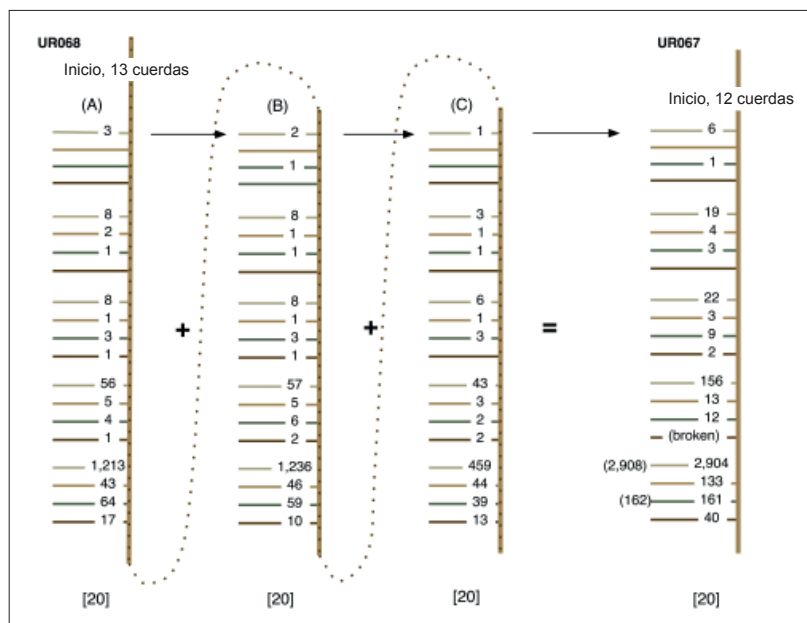 UR068 UR067
Inicio, 13 cuerdas
Inicio, 12 cuerdas
(A) (B) (C)
3 2 1 6
1 1
8 8 3 19
2 1 1 4
1 1 1 3
8 8 6 22
1 1 1 3
+ + =
3 3 3 9
1 1 2
56 57 43 156
5 5 3 13
4 6 2 12
1 2 2 (broken)
1,213 1,236 459 (2,908) 2,904
43 46 44 133
64 59 39 (162) 161
17 10 13 40
[20] [20] [20] [20]